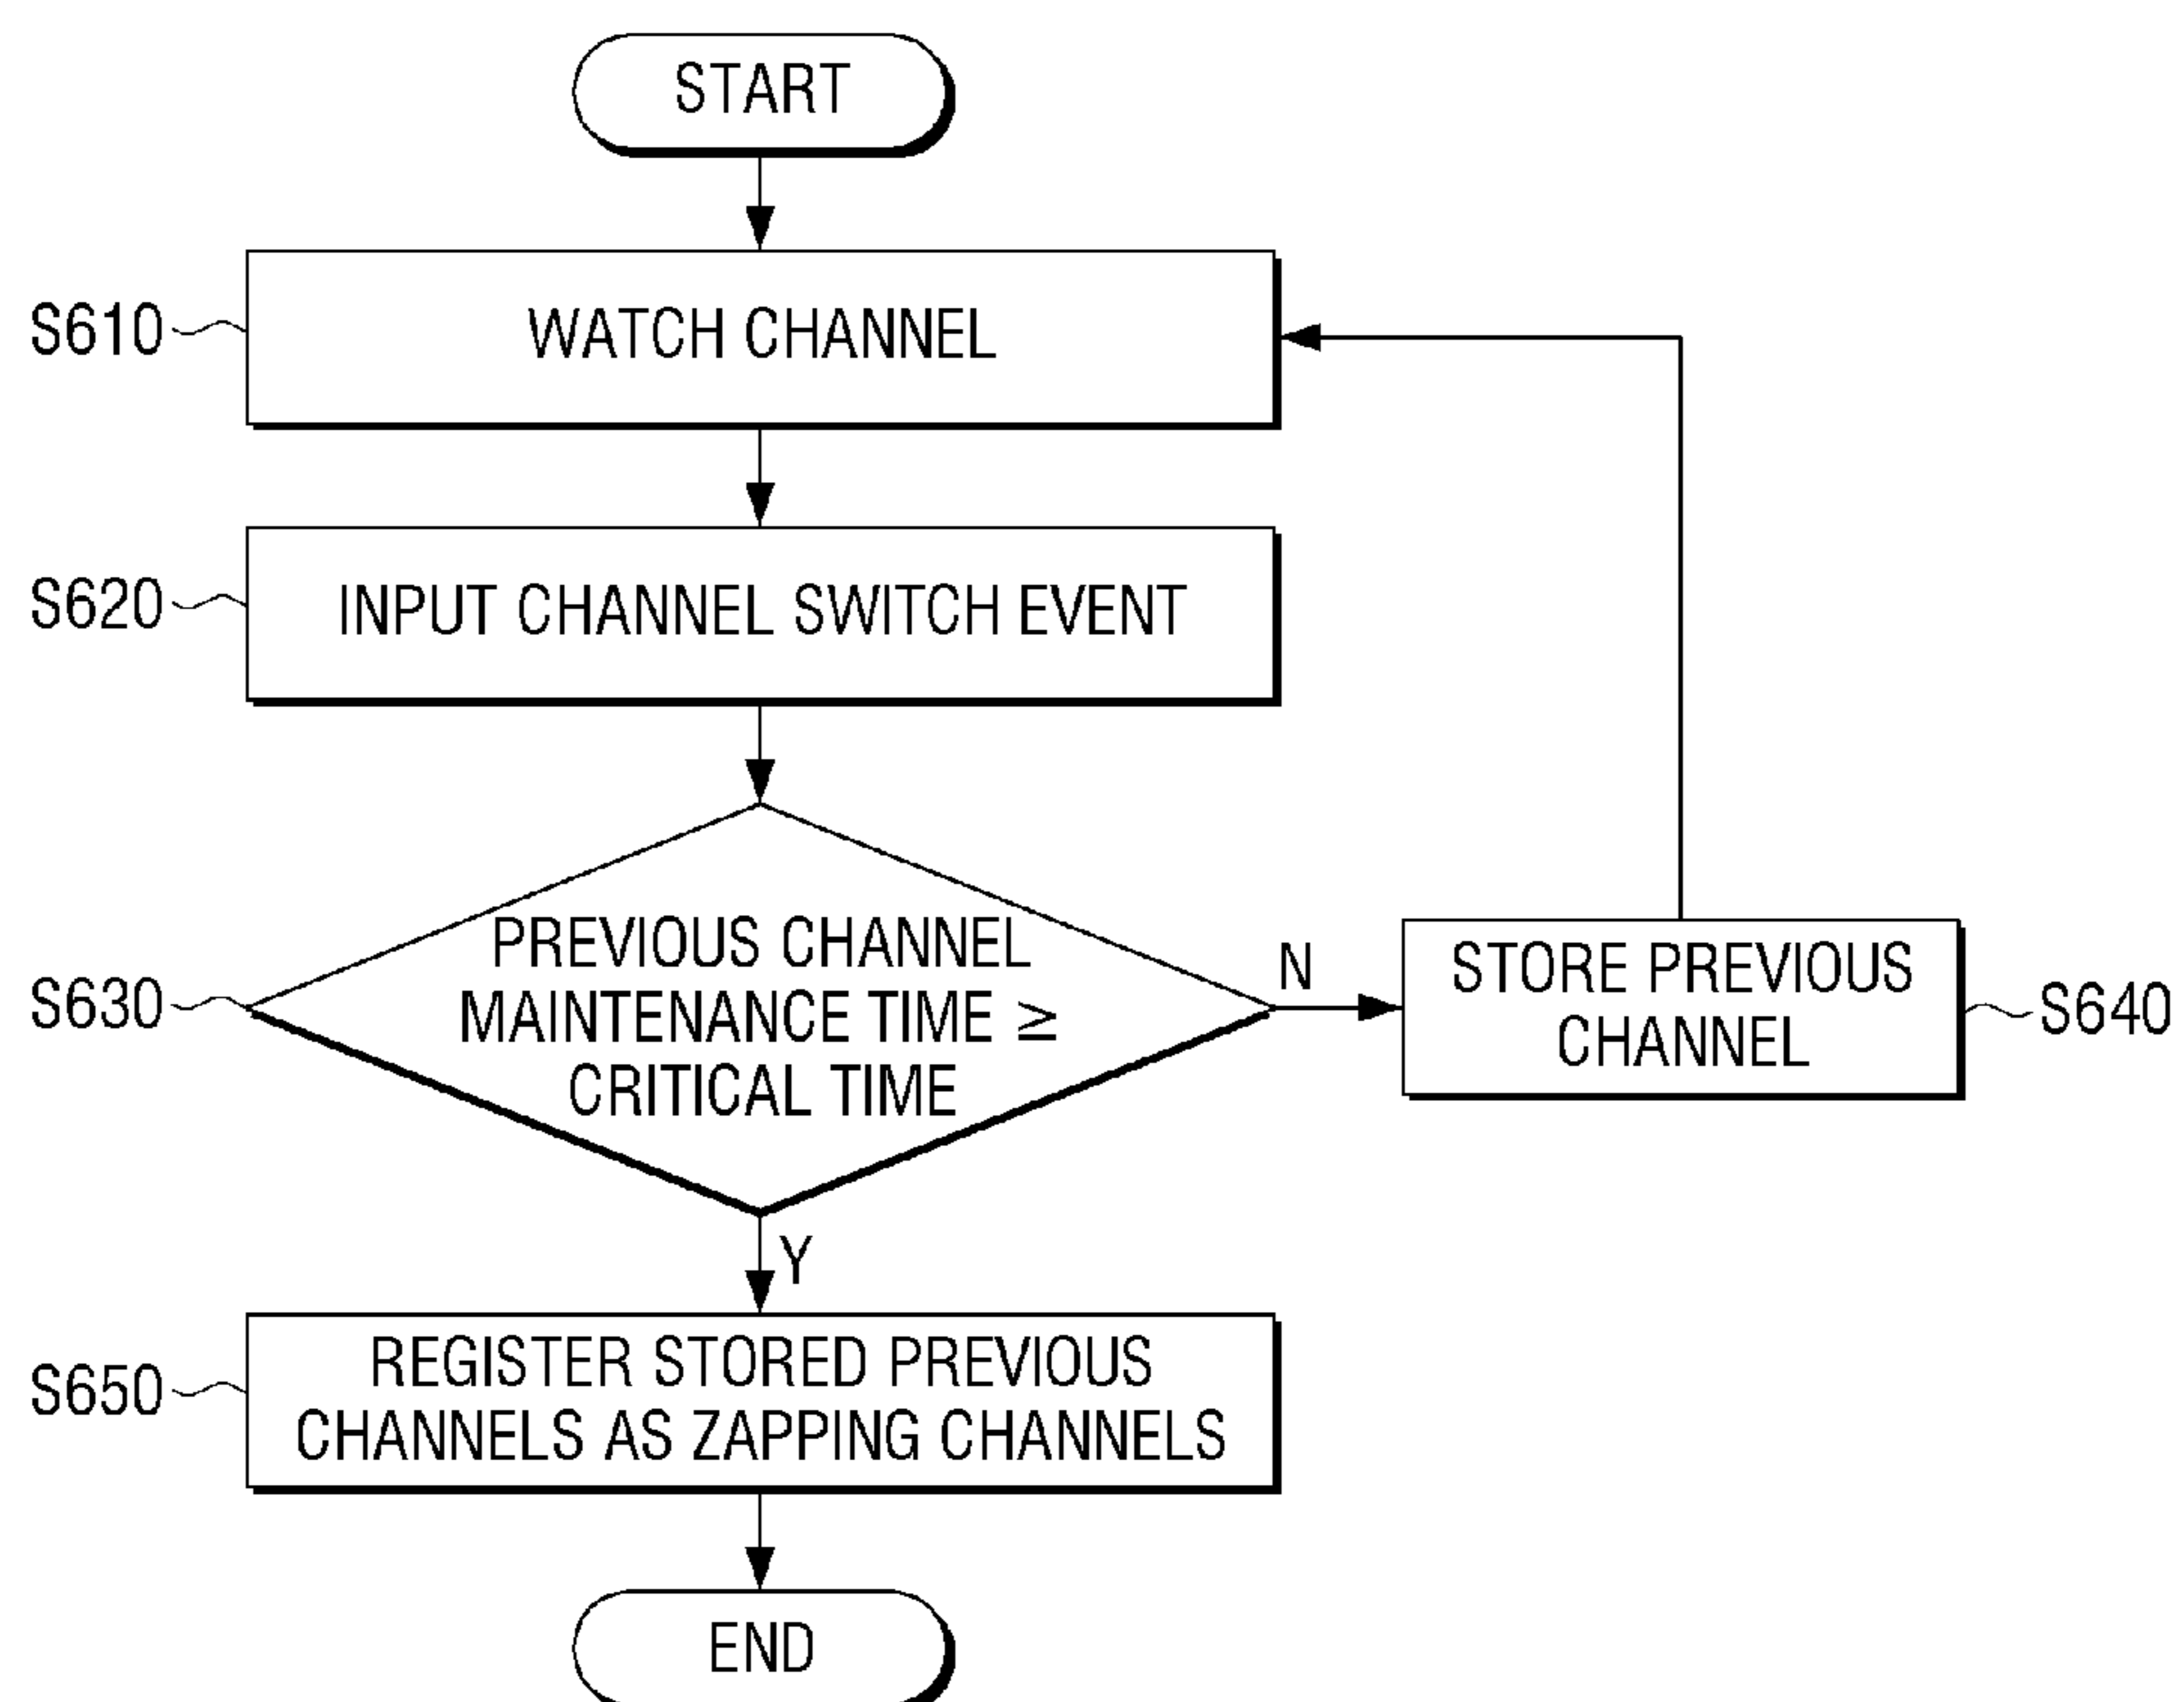 START
S610
WATCH CHANNEL
S620
INPUT CHANNEL SWITCH EVENT
S630
PREVIOUS CHANNEL
MAINTENANCE TIME ≥
CRITICAL TIME
N
STORE PREVIOUS
CHANNEL
S640
Y
S650
REGISTER STORED PREVIOUS
CHANNELS AS ZAPPING CHANNELS
END